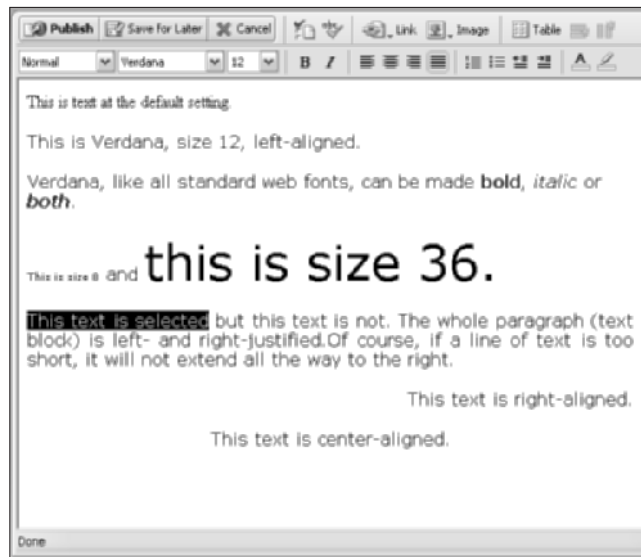 Publish Save for Later Cancel Link Image Table
Normal Verdana 12 B I A
This is text at the default setting.
This is Verdana, size 12, left-aligned.
Verdana, like all standard web fonts, can be made bold, italic or
both.
This is size 8 and this is size 36.
This text is selected but this text is not. The whole paragraph (text
block) is left- and right-justified.Of course, if a line of text is too
short, it will not extend all the way to the right.
This text is right-aligned.
This text is center-aligned.
Done